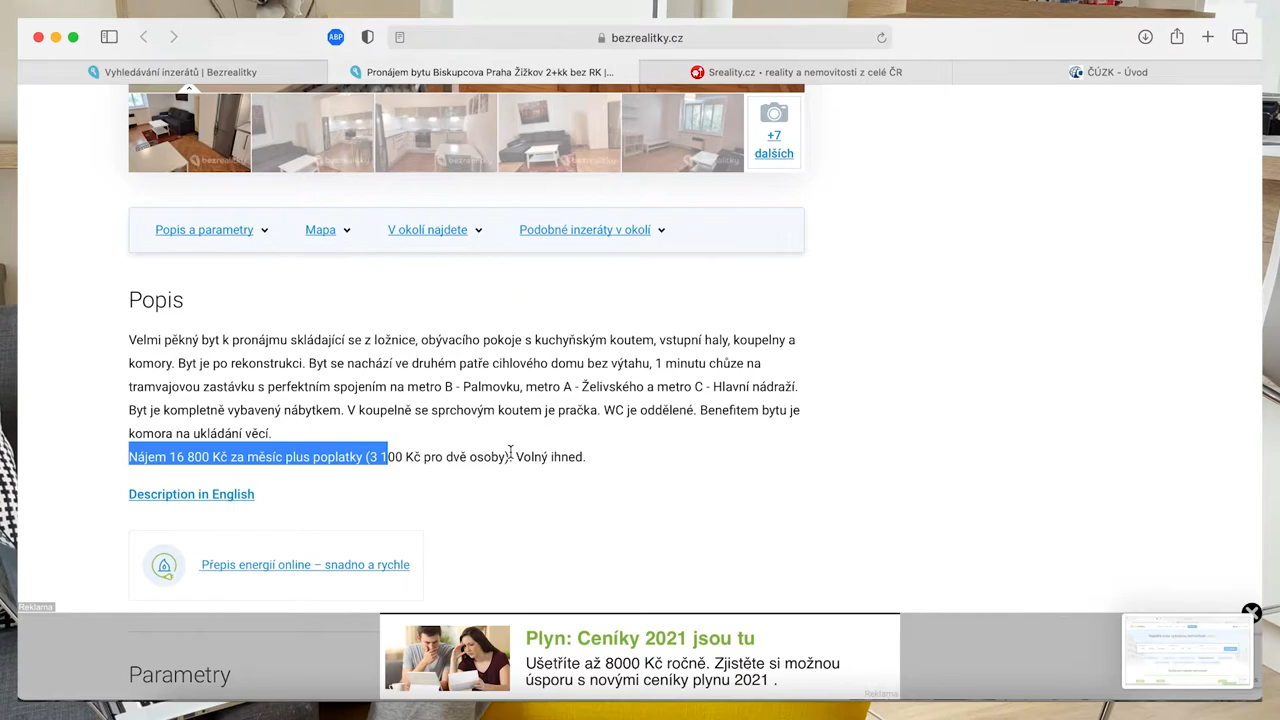 ABP
bezrealitky.cz
Vyhledávání inzerátů | Bezrealitky
Pronájem bytu Biskupcova Praha Žižkov 2+kk bez RK |...
Sreality.cz • reality a nemovitosti z celé ČR
ČÚZK - Úvod
bezrealitky
bezrealitky
bezrealitky
bezrealitky
bezrealitky
+7
dalších
Popis a parametry
Mapa
V okolí najdete
Podobné inzeráty v okolí
Popis
Velmi pěkný byt k pronájmu skládající se z ložnice, obývacího pokoje s kuchyňským koutem, vstupní haly, koupelny a
komory. Byt je po rekonstrukci. Byt se nachází ve druhém patře cihlového domu bez výtahu, 1 minutu chůze na
tramvajovou zastávku s perfektním spojením na metro B - Palmovku, metro A - Želivského a metro C - Hlavní nádraží.
Byt je kompletně vybavený nábytkem. V koupelně se sprchovým koutem je pračka. WC je oddělené. Benefitem bytu je
komora na ukládání věcí.
Nájem 16 800 Kč za měsíc plus poplatky (3 100 Kč pro dvě osoby). Volný ihned.
Description in English
Přepis energií online – snadno a rychle
Reklama
Plyn: Ceníky 2021 jsou tu
Ušetříte až 8000 Kč ročně. Zjistěte si možnou
úsporu s novými ceníky plynu 2021 .
Reklama
Parametry